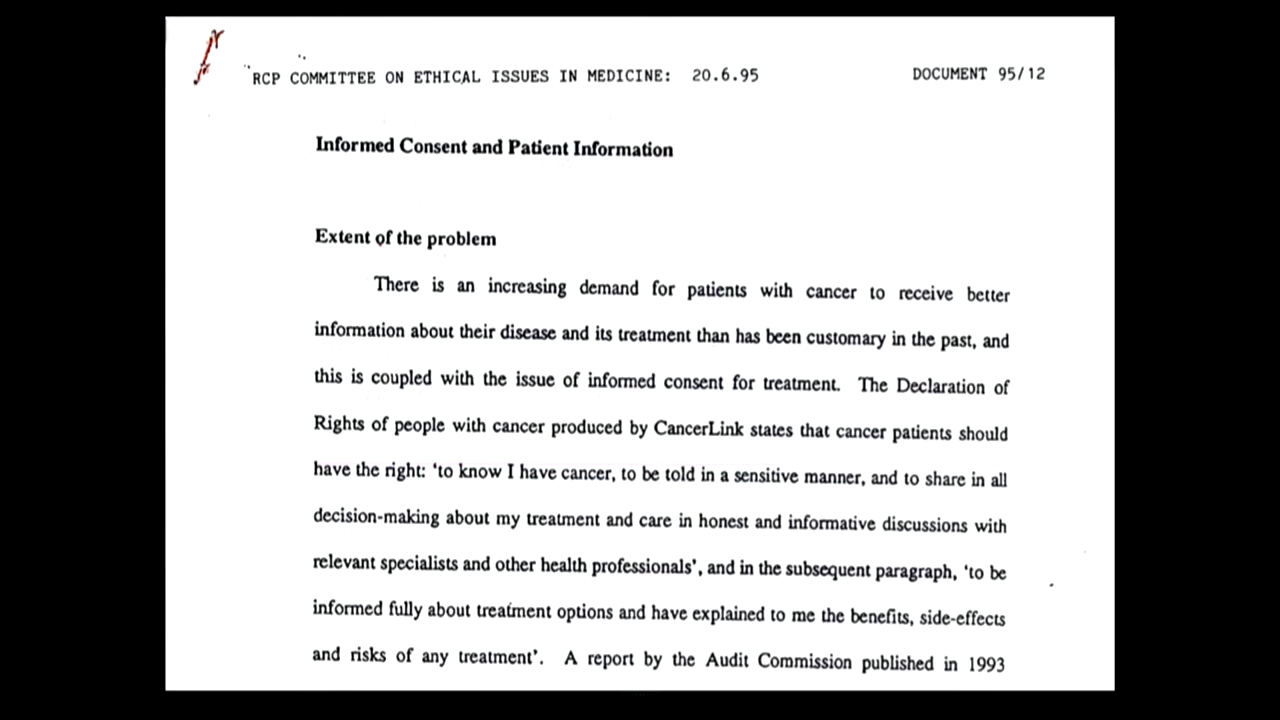 RCP COMMITTEE ON ETHICAL ISSUES IN MEDICINE: 20.6.95 DOCUMENT 95/12
Informed Consent and Patient Information
Extent of the problem
There is an increasing demand for patients with cancer to receive better
information about their disease and its treatment than has been customary in the past, and
this is coupled with the issue of informed consent for treatment. The Declaration of
Rights of people with cancer produced by CancerLink states that cancer patients should
have the right: 'to know I have cancer, to be told in a sensitive manner, and to share in all
decision-making about my treatment and care in honest and informative discussions with
relevant specialists and other health professionals', and in the subsequent paragraph, 'to be
informed fully about treatment options and have explained to me the benefits, side-effects
and risks of any treatment'. A report by the Audit Commission published in 1993